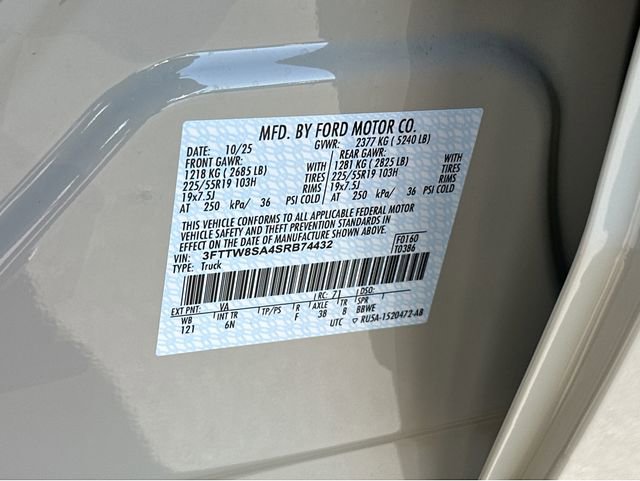 MFD. BY FORD MOTOR CO.
DATE: 10/25 GVWR: 2377 KG ( 5240 LB)
FRONT GAWR: REAR GAWR:
1218 KG ( 2685 LB) WITH 1281 KG ( 2825 LB) WITH
225/55R19 103H TIRES 225/55R19 103H TIRES
19x7.5J RIMS 19x7.5J RIMS
AT 250 kPa/ 36 PSI COLD AT 250 kPa/ 36 PSI COLD
THIS VEHICLE CONFORMS TO ALL APPLICABLE FEDERAL MOTOR
VEHICLE SAFETY AND THEFT PREVENTION STANDARDS IN
EFFECT ON THE DATE OF MANUFACTURE SHOWN ABOVE.
VIN: 3FTTW8SA4SRB74432 F0160
TYPE: Truck T0386
RC: 71 DSO:
EXT PNT: VA
WB INT TR TP/PS R AXLE TR SPR
121 6N F 38 8 BBWE
UTC ▽ RU5A-1520472-AB